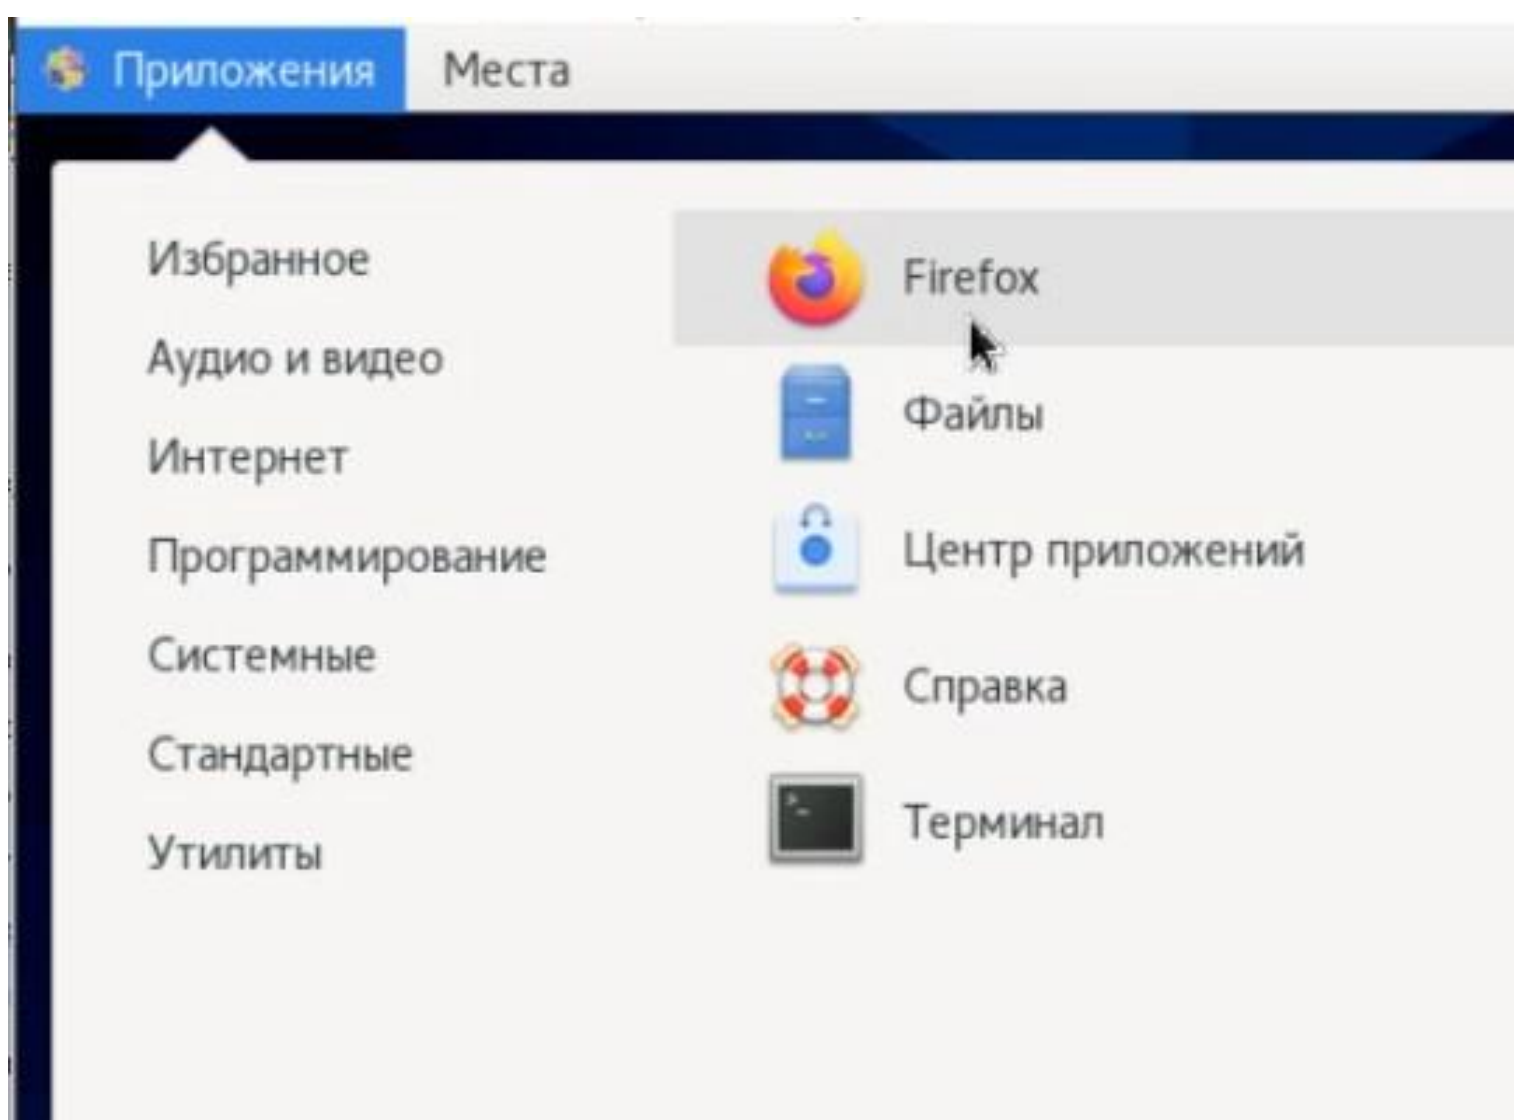 Приложения Места
Избранное
Аудио и видео
Интернет
Программирование
Системные
Стандартные
Утилиты
Firefox
Файлы
Центр приложений
Справка
Терминал